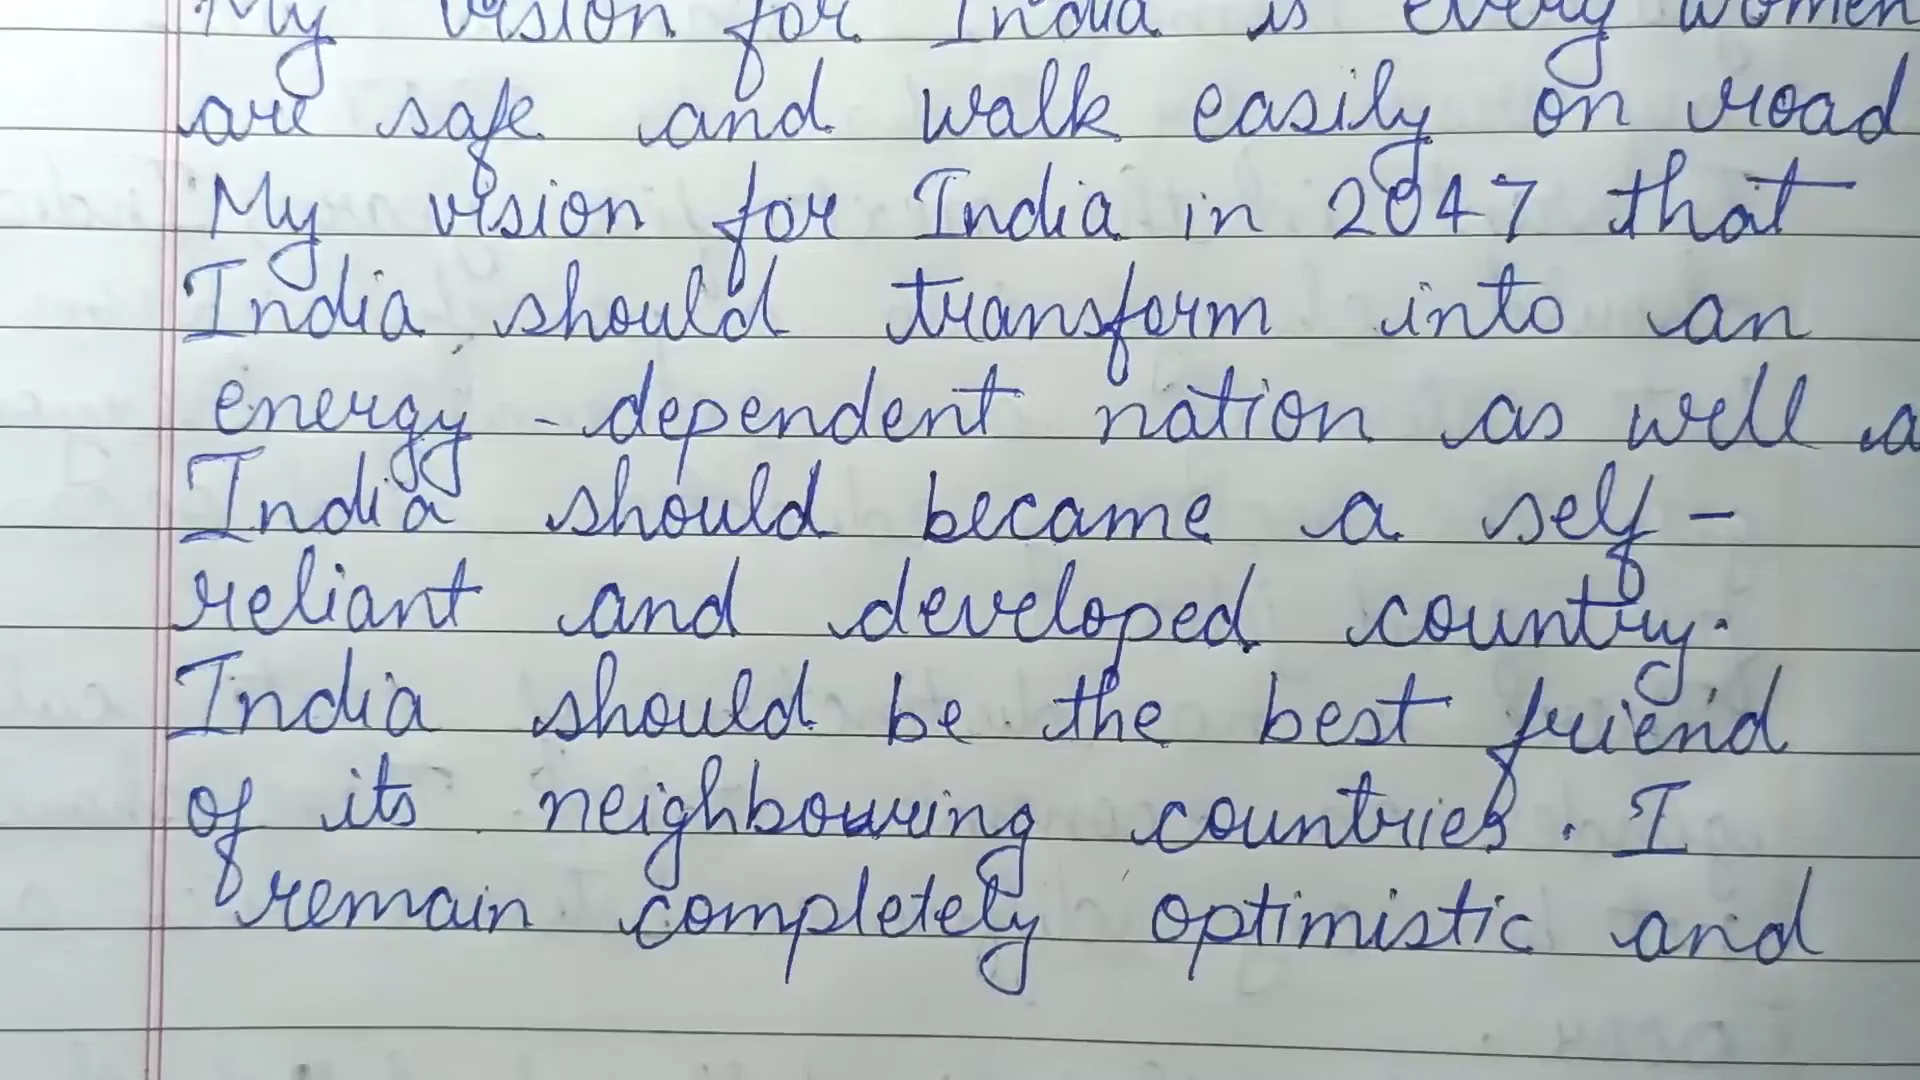 My vision for India is every women
are safe and walk easily on road
My vision for India in 2047 that
India should transform into an
energy - dependent nation as well a
India should became a self -
reliant and developed country.
India should be the best friend
of its neighbouring countries. I
remain completely optimistic and